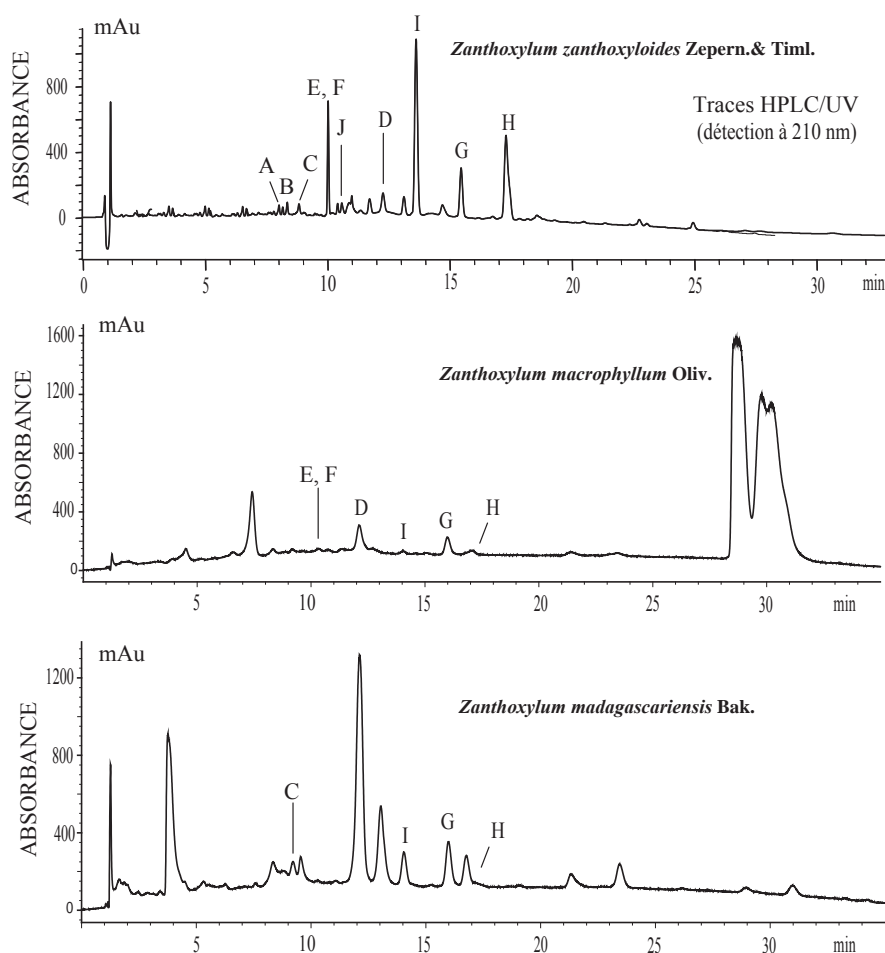 mAu
ABSORBANCE
Zanthoxylum zanthoxyloides Zepern.& Timl.
Traces HPLC/UV
(détection à 210 nm)
I
E, F
J
D
H
A
B
C
G
800
400
0
0
5
10
15
20
25
30
min
mAu
ABSORBANCE
Zanthoxylum macrophyllum Oliv.
1600
1200
800
400
0
E, F
D
I
G
H
5
10
15
20
25
30
min
mAu
ABSORBANCE
Zanthoxylum madagascariensis Bak.
1200
800
400
0
C
I
G
H
5
10
15
20
25
30
min